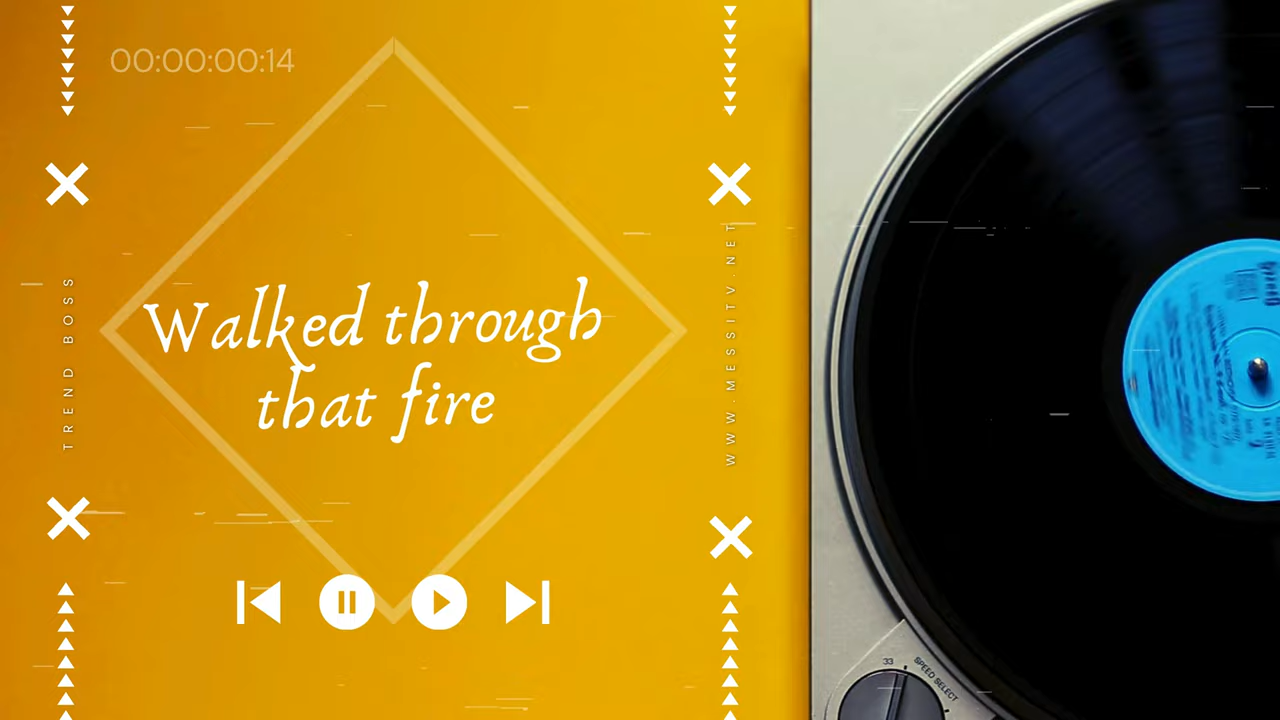 00:00:00:14
TREND BOSS
Walked through
that fire
WWW.MESSITV.NET
33
SPEED SELECT